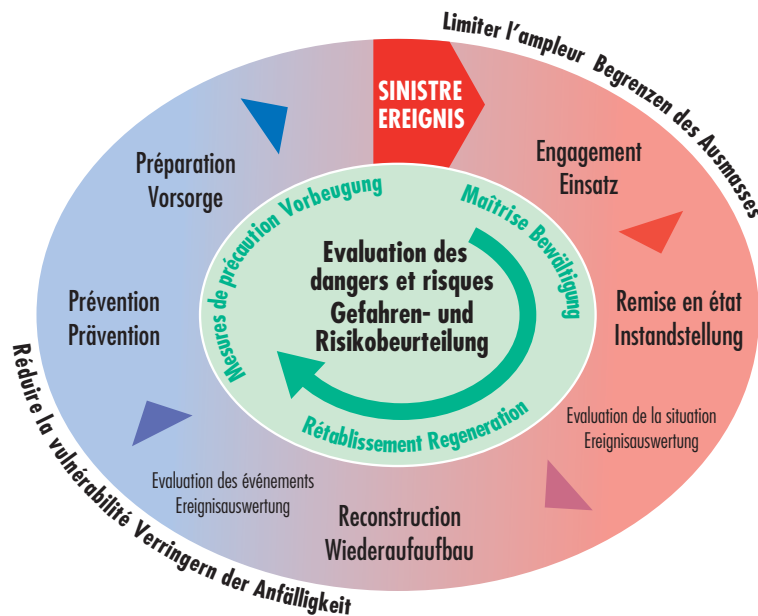 Limiter l'ampleur Begrenzen des Ausmasses
SINISTRE
EREIGNIS
Engagement
Einsatz
Remise en état
Instandstellung
Evaluation de la situation
Ereignisauswertung
Reconstruction
Wiederaufaufbau
Evaluation des événements
Ereignisauswertung
Prévention
Prävention
Préparation
Vorsorge
Réduire la vulnérabilité Verringern der Anfälligkeit
Mesures de précaution Vorbeugung
Maîtrise Bewältigung
Rétablissement Regeneration
Evaluation des
dangers et risques
Gefahren- und
Risikobeurteilung